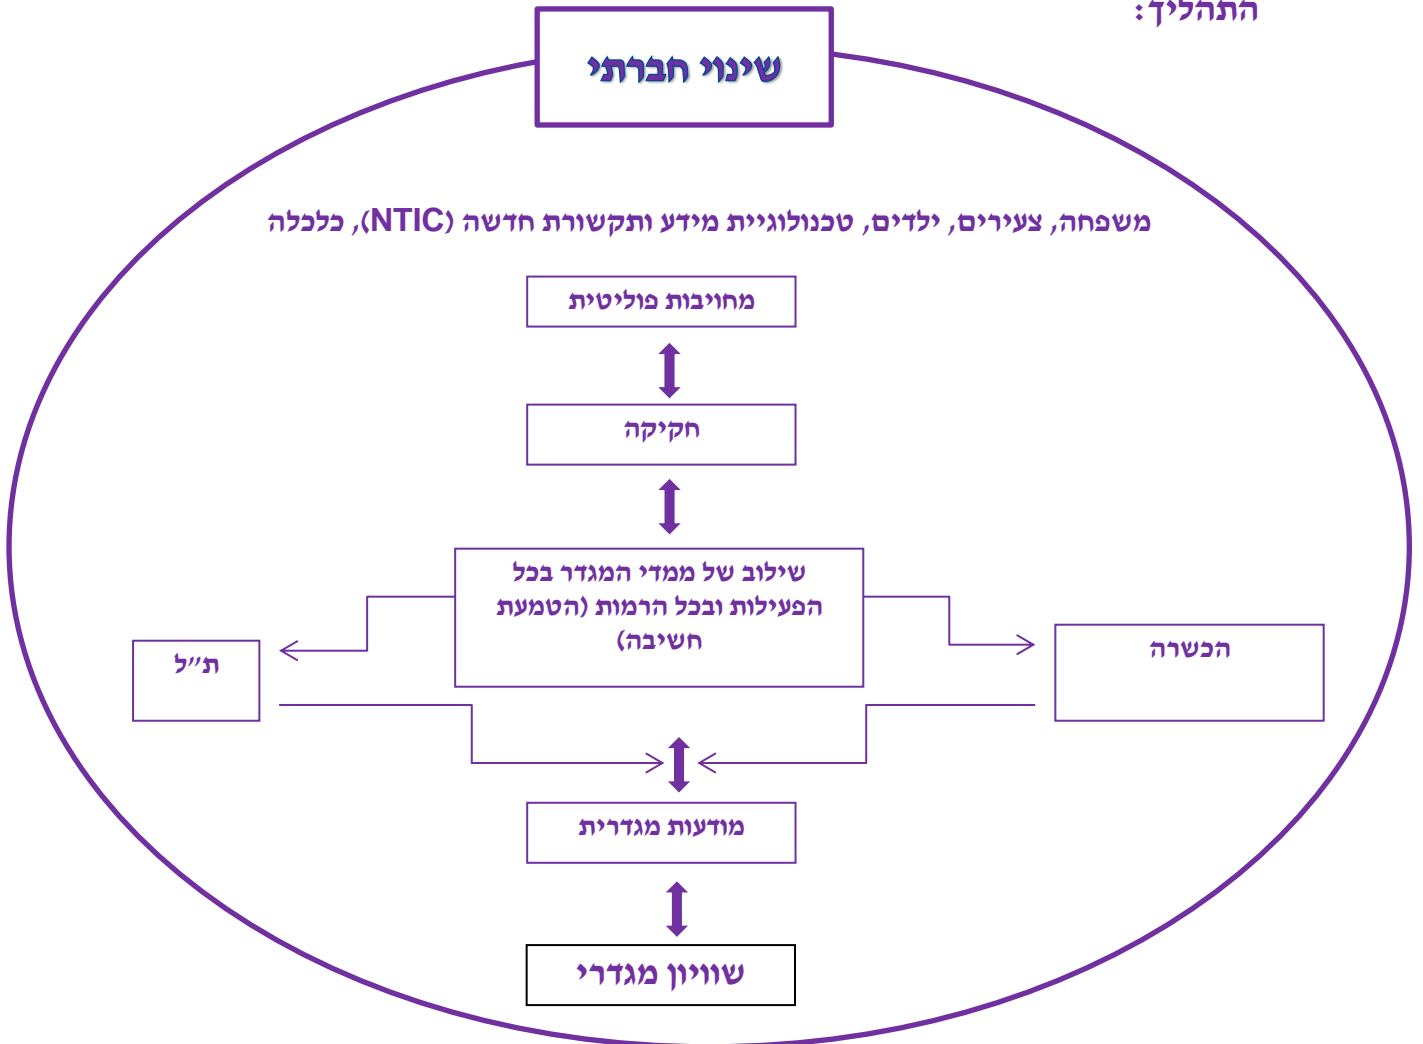 התהליך:
שינוי חברתי
משפחה, צעירים, ילדים, טכנולוגיית מידע ותקשורת חדשה (NTIC), כלכלה
מחויבות פוליטית
חקיקה
שילוב של ממדי המגדר בכל
הפעילות ובכל הרמות (הטמעת
חשיבה)
הכשרה
ת״ל
מודעות מגדרית
שוויון מגדרי